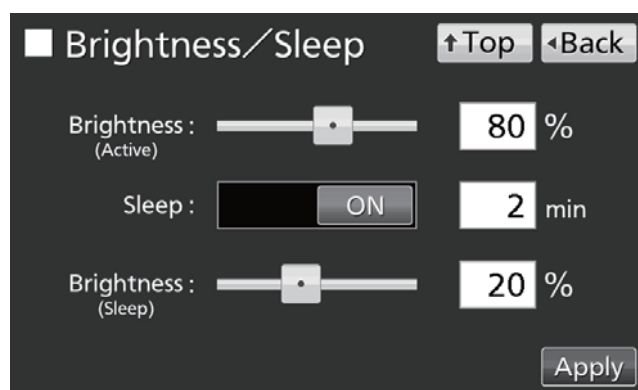 Brightness／Sleep
↑Top
◂Back
Brightness : 80 %
(Active)
Sleep : ON 2 min
Brightness : 20 %
(Sleep)
Apply